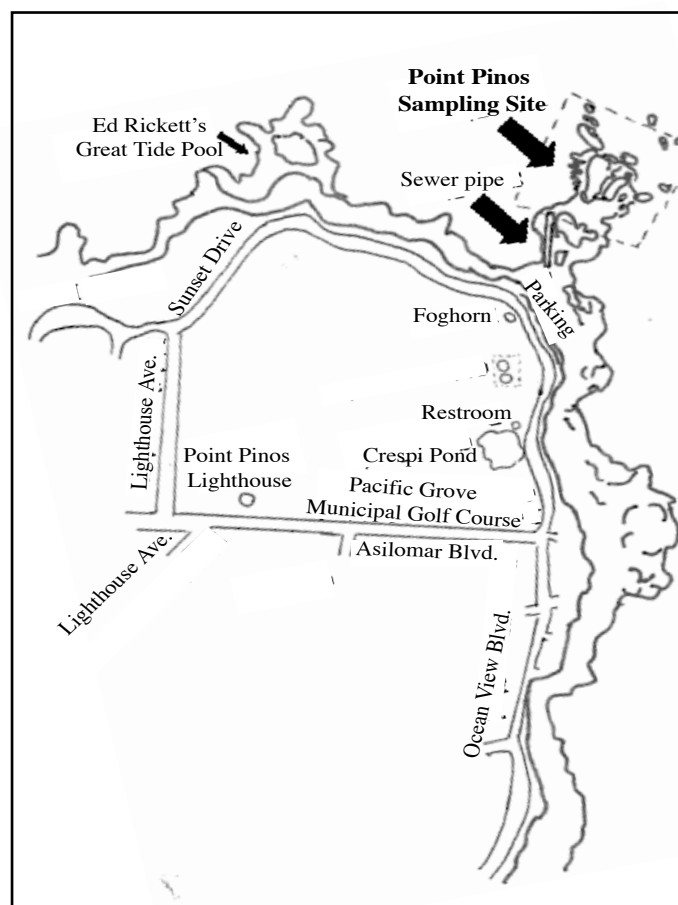 Point Pinos
Sampling Site
Ed Rickett's
Great Tide Pool
Sewer pipe
Sunset Drive
Parking
Foghorn
Lighthouse Ave.
Restroom
Point Pinos
Lighthouse
Crespi Pond
Pacific Grove
Municipal Golf Course
Asilomar Blvd.
Lighthouse Ave.
Ocean View Blvd.